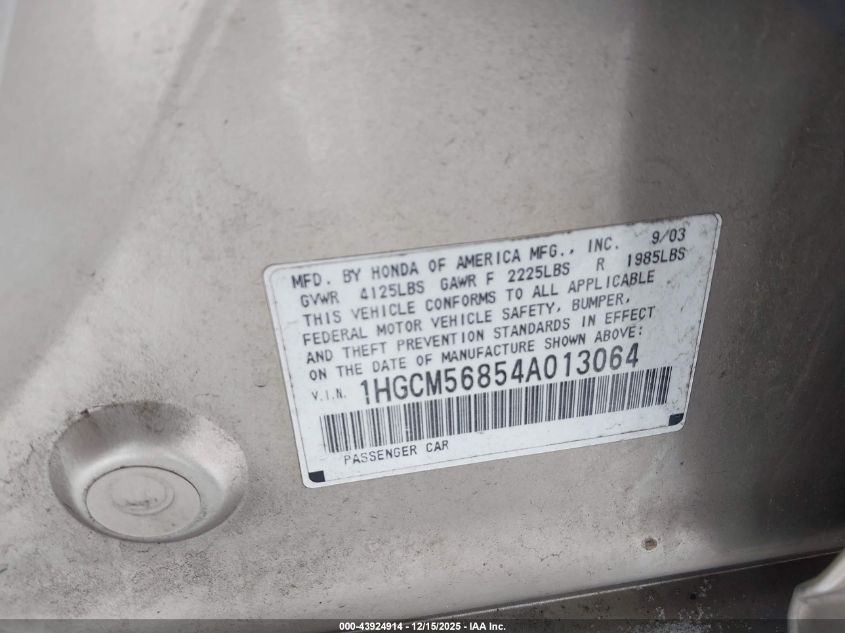 MFD. BY HONDA OF AMERICA MFG., INC. 9/03
GVWR 4125LBS GAWR F 2225LBS R 1985LBS
THIS VEHICLE CONFORMS TO ALL APPLICABLE
FEDERAL MOTOR VEHICLE SAFETY, BUMPER,
AND THEFT PREVENTION STANDARDS IN EFFECT
ON THE DATE OF MANUFACTURE SHOWN ABOVE:
V.I.N. 1HGCM56854A013064
PASSENGER CAR
000-43924914 - 12/15/2025 - IAA Inc.